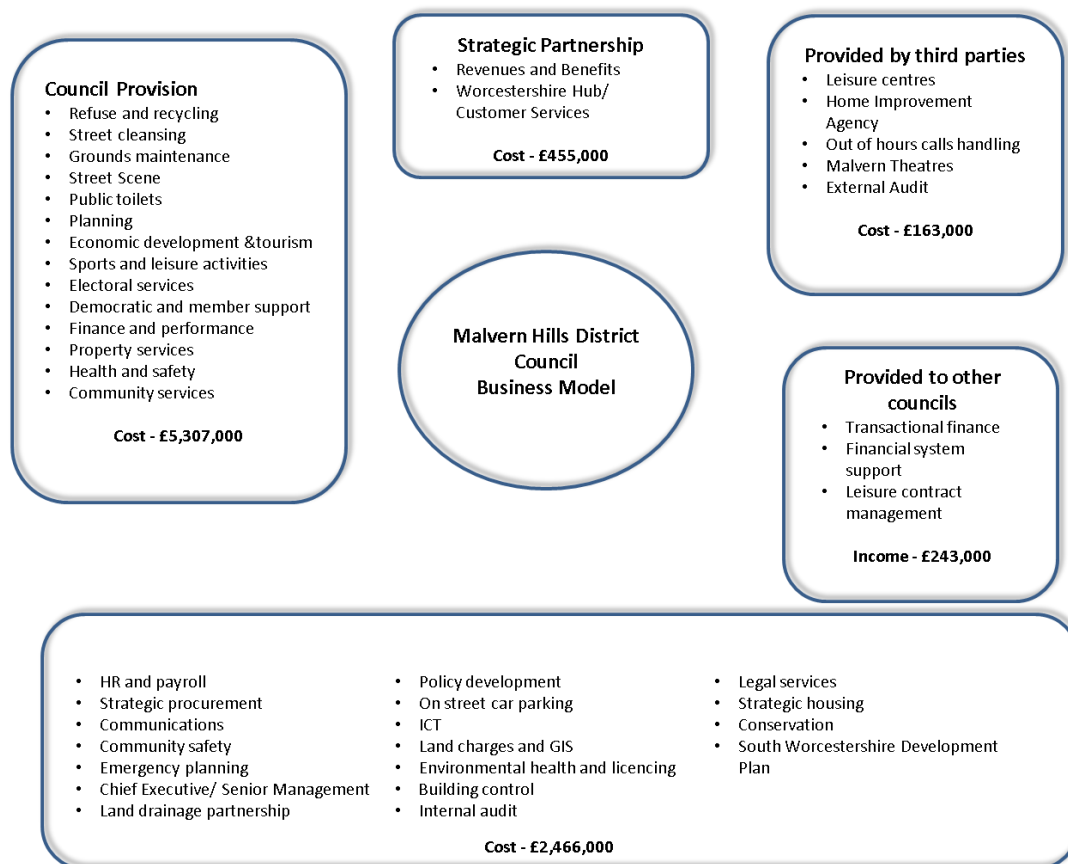 Council Provision
• Refuse and recycling
• Street cleansing
• Grounds maintenance
• Street Scene
• Public toilets
• Planning
• Economic development &tourism
• Sports and leisure activities
• Electoral services
• Democratic and member support
• Finance and performance
• Property services
• Health and safety
• Community services
Cost - £5,307,000
Strategic Partnership
• Revenues and Benefits
• Worcestershire Hub/
Customer Services
Cost - £455,000
Provided by third parties
• Leisure centres
• Home Improvement
Agency
• Out of hours calls handling
• Malvern Theatres
• External Audit
Cost - £163,000
Malvern Hills District
Council
Business Model
Provided to other
councils
• Transactional finance
• Financial system
support
• Leisure contract
management
Income - £243,000
• HR and payroll
• Strategic procurement
• Communications
• Community safety
• Emergency planning
• Chief Executive/ Senior Management
• Land drainage partnership
• Policy development
• On street car parking
• ICT
• Land charges and GIS
• Environmental health and licencing
• Building control
• Internal audit
• Legal services
• Strategic housing
• Conservation
• South Worcestershire Development
Plan
Cost - £2,466,000